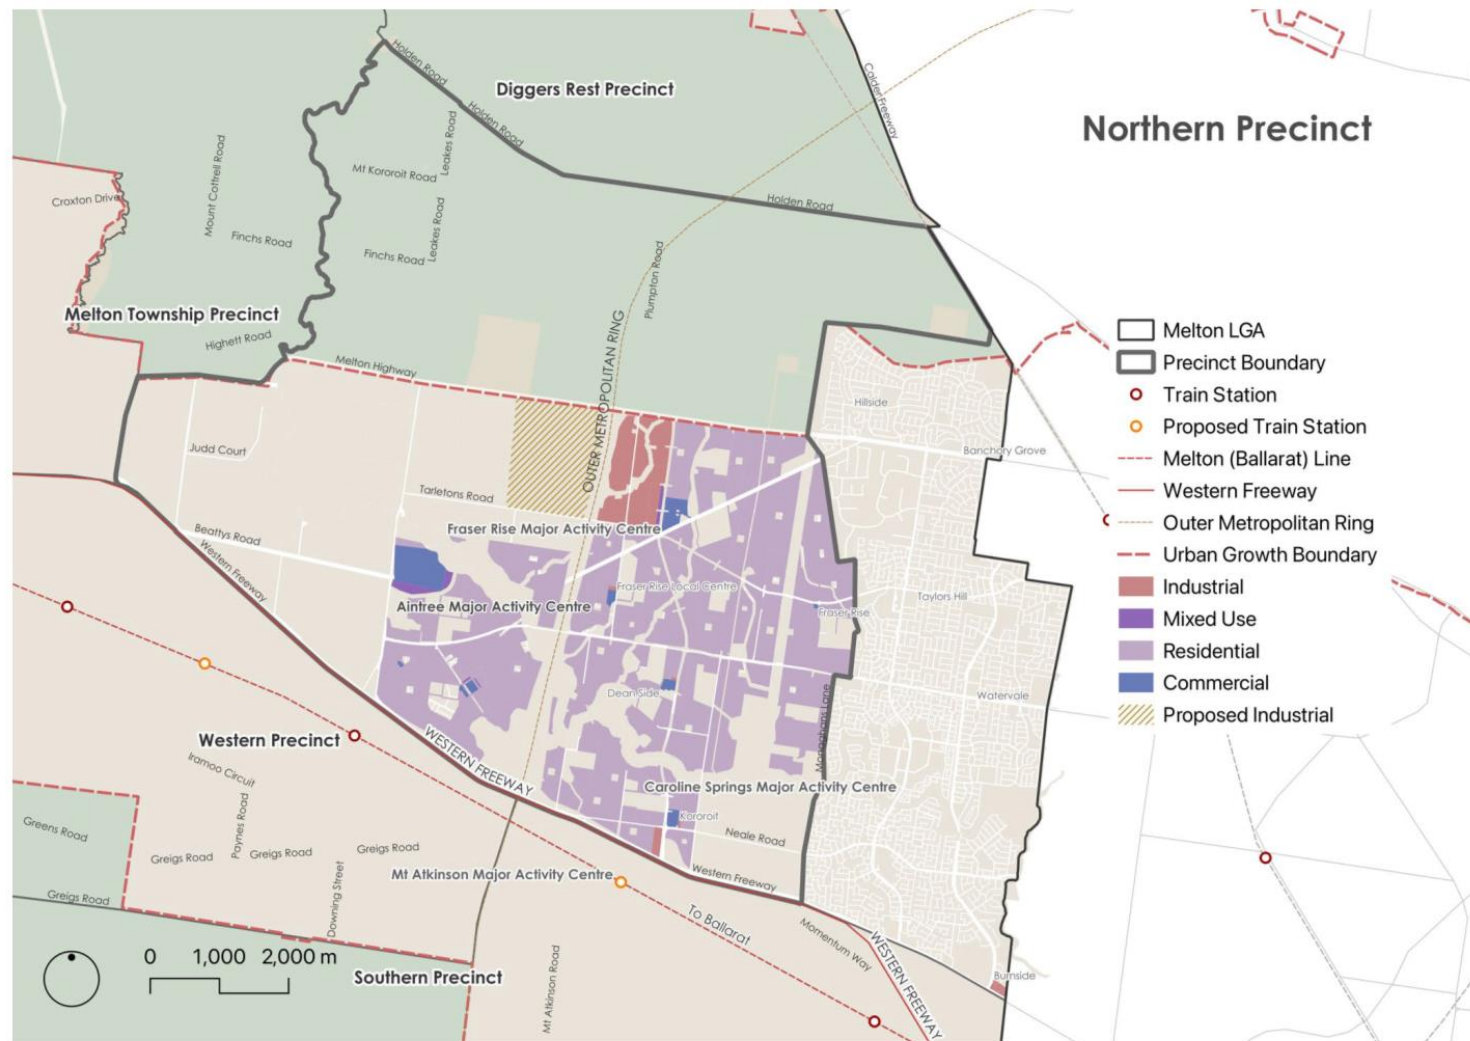 Northern Precinct
Diggers Rest Precinct
Holden Road
Holden Road
Holden Road
Calder Freeway
Leakes Road
Mt Kororoit Road
Mount Cottrell Road
Croxton Drive
Finchs Road
Finchs Road
Leakes Road
Plumpton Road
Melton Township Precinct
Highett Road
Melton Highway
OUTER METROPOLITAN RING
Hillside
Banchory Grove
Judd Court
Tarletons Road
Beattys Road
Western Freeway
Fraser Rise Major Activity Centre
Fraser Rise Local Centre
Aintree Major Activity Centre
Fraser Rise
Taylors Hill
Dean Side
Watervale
Monaghans Lane
Western Precinct
WESTERN FREEWAY
Iramoo Circuit
Caroline Springs Major Activity Centre
Kororoit
Neale Road
Greens Road
Paynes Road
Greigs Road
Greigs Road
Greigs Road
Downing Street
Mt Atkinson Major Activity Centre
Western Freeway
Greigs Road
To Ballarat
Momentum Way
WESTERN FREEWAY
Burnside
Southern Precinct
Mt Atkinson Road
0 1,000 2,000 m
Melton LGA
Precinct Boundary
Train Station
Proposed Train Station
Melton (Ballarat) Line
Western Freeway
Outer Metropolitan Ring
Urban Growth Boundary
Industrial
Mixed Use
Residential
Commercial
Proposed Industrial